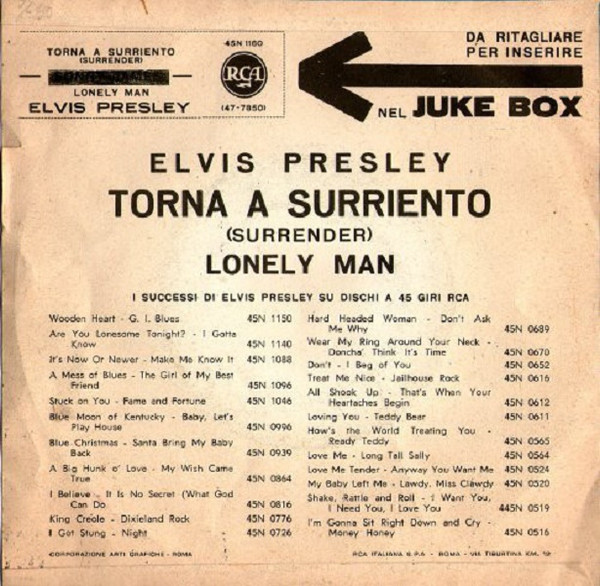 TORNA A SURRIENTO
(SURRENDER)
LONELY MAN
ELVIS PRESLEY
45N 1160
RCA
(47-7850)
DA RITAGLIARE
PER INSERIRE
NEL JUKE BOX
ELVIS PRESLEY
TORNA A SURRIENTO
(SURRENDER)
LONELY MAN
I SUCCESSI DI ELVIS PRESLEY SU DISCHI A 45 GIRI RCA
Wooden Heart - G. I. Blues 45N 1150
Are You Lonesome Tonight? - I Gotta
Know 45N 1140
It's Now Or Newer - Make Me Know It 45N 1088
A Mess of Blues - The Girl of My Best
Friend 45N 1096
Stuck on You - Fame and Fortune 45N 1046
Blue Moon of Kentucky - Baby, Let's
Play House 45N 0996
Blue Christmas - Santa Bring My Baby
Back 45N 0939
A Big Hunk o' Love - My Wish Came
True 45N 0864
I Believe - It Is No Secret (What God
Can Do 45N 0816
King Creole - Dixieland Rock 45N 0776
I Got Stung - Night 45N 0726
Hard Headed Woman - Don't Ask
Me Why 45N 0689
Wear My Ring Around Your Neck -
Doncha' Think It's Time 45N 0670
Don't - I Beg of You 45N 0652
Treat Me Nice - Jailhouse Rock 45N 0616
All Shook Up - That's When Your
Heartaches Begin 45N 0612
Loving You - Teddy Bear 45N 0611
How's the World Treating You -
Ready Teddy 45N 0565
Love Me - Long Tall Sally 45N 0564
Love Me Tender - Anyway You Want Me 45N 0524
My Baby Left Me - Lawdy, Miss Clawdy 45N 0520
Shake, Rattle and Roll - I Want You,
I Need You, I Love You 445N 0519
I'm Gonna Sit Right Down and Cry -
Money Honey 45N 0516
CORPORAZIONE ARTI GRAFICHE - ROMA
RCA ITALIANA S.P.A - ROMA - VIA TIBURTINA KM.